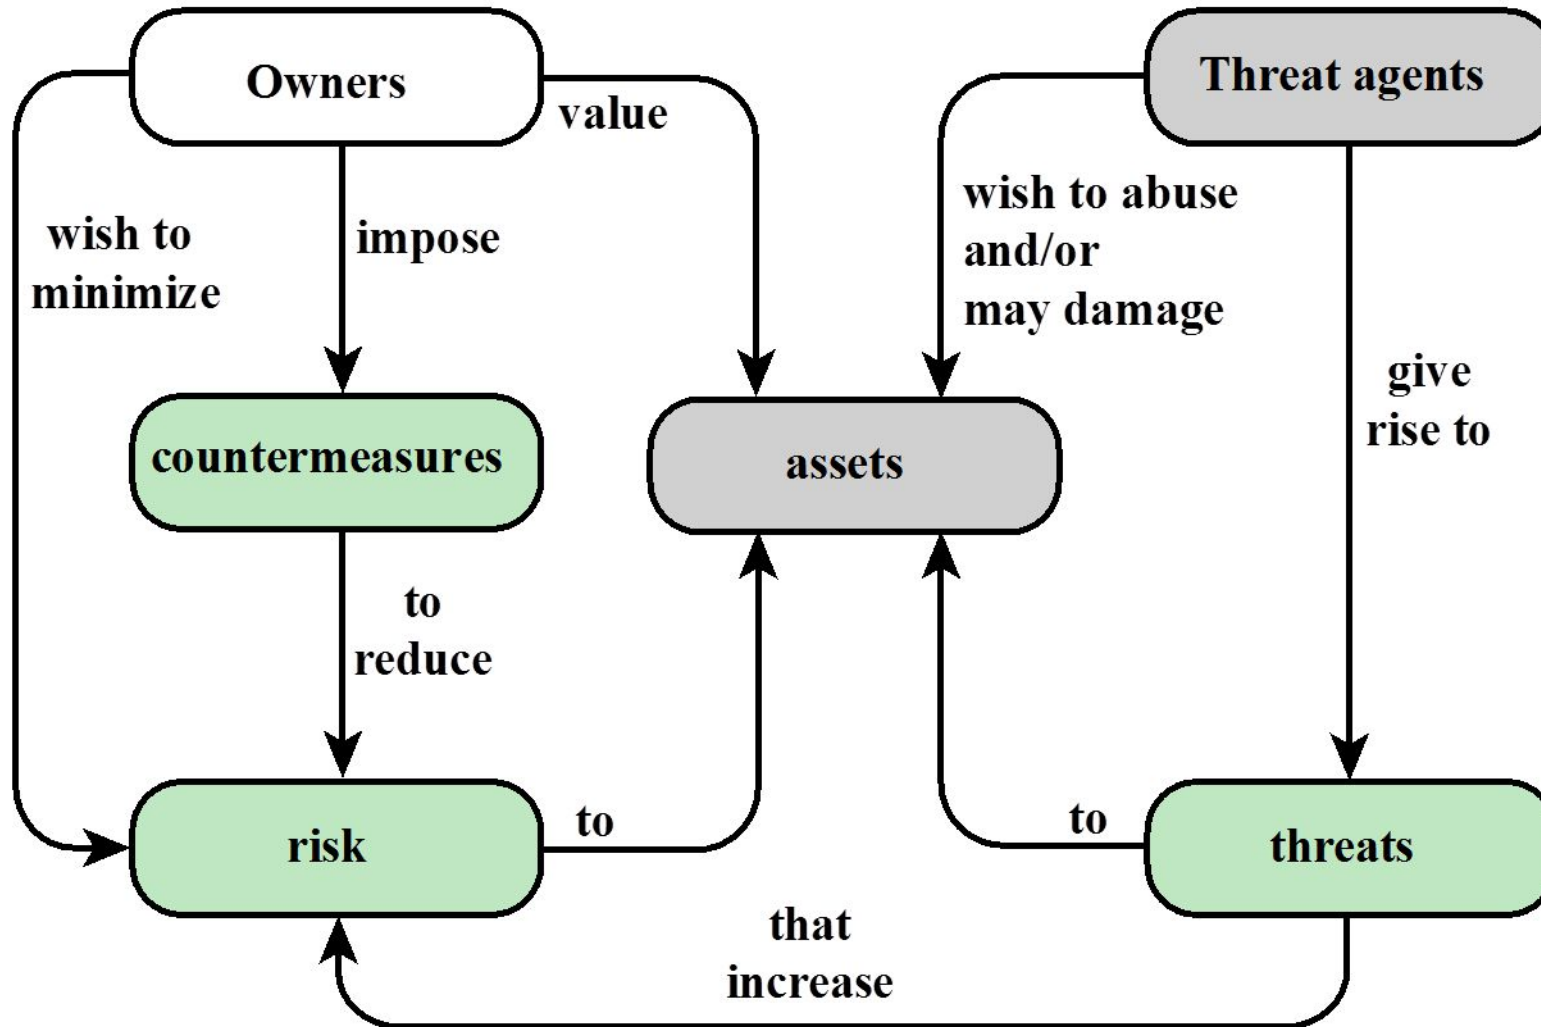 Owners
Threat agents
value
wish to abuse
and/or
may damage
wish to
minimize
impose
give
rise to
countermeasures
assets
to
reduce
risk
to
to
threats
that
increase